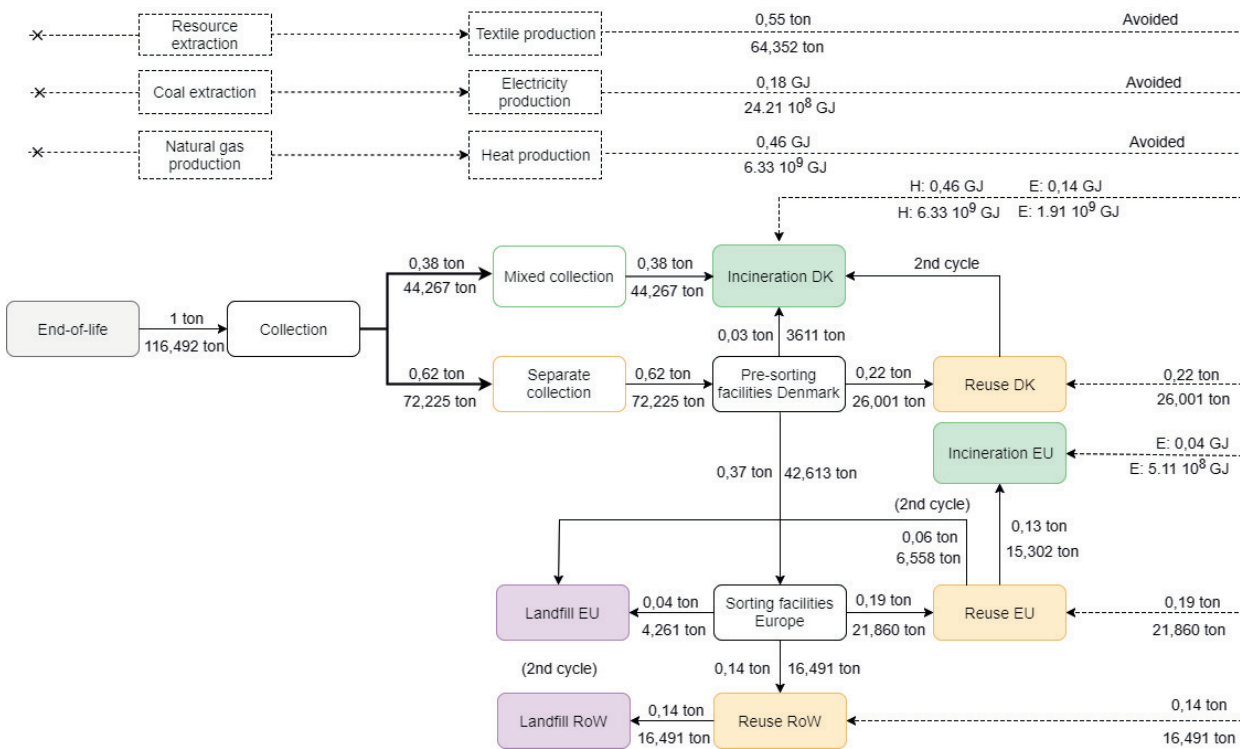 Resource
extraction
Textile production
0,55 ton
64,352 ton
Avoided
Coal extraction
Electricity
production
0,18 GJ
24.21 10⁸ GJ
Avoided
Natural gas
production
Heat production
0,46 GJ
6.33 10⁹ GJ
Avoided
H: 0,46 GJ E: 0,14 GJ
H: 6.33 10⁹ GJ E: 1.91 10⁹ GJ
End-of-life
1 ton
116,492 ton
Collection
0,38 ton
44,267 ton
Mixed collection
0,38 ton
44,267 ton
Incineration DK
2nd cycle
0,03 ton
3611 ton
0,62 ton
72,225 ton
Separate
collection
0,62 ton
72,225 ton
Pre-sorting
facilities Denmark
0,22 ton
26,001 ton
Reuse DK
0,22 ton
26,001 ton
Incineration EU
E: 0,04 GJ
E: 5.11 10⁸ GJ
0,37 ton
42,613 ton
(2nd cycle)
0,06 ton
6,558 ton
0,13 ton
15,302 ton
Landfill EU
0,04 ton
4,261 ton
Sorting facilities
Europe
0,19 ton
21,860 ton
Reuse EU
0,19 ton
21,860 ton
(2nd cycle)
0,14 ton
16,491 ton
Landfill RoW
0,14 ton
16,491 ton
Reuse RoW
0,14 ton
16,491 ton